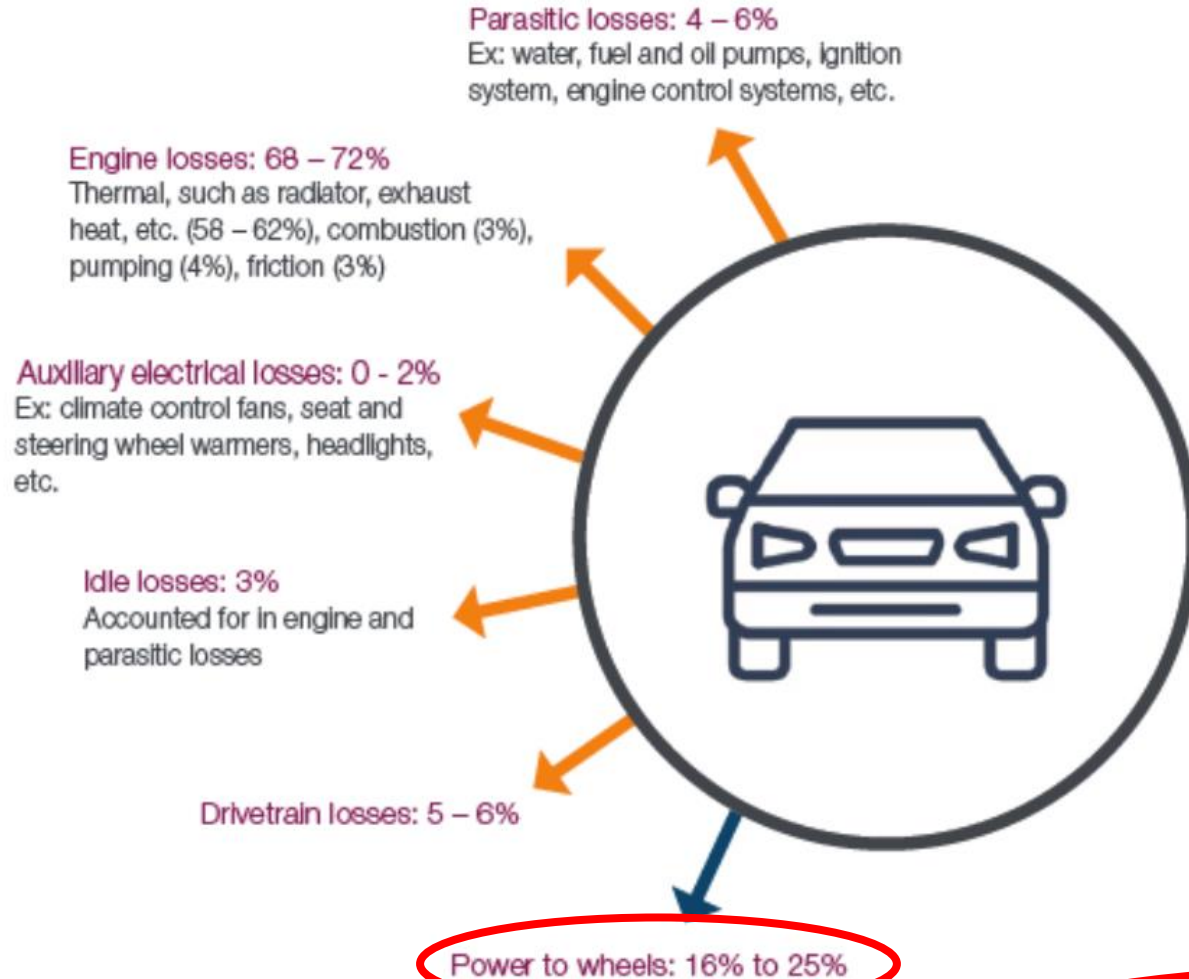 Parasitic losses: 4 – 6%
Ex: water, fuel and oil pumps, ignition
system, engine control systems, etc.
Engine losses: 68 – 72%
Thermal, such as radiator, exhaust
heat, etc. (58 – 62%), combustion (3%),
pumping (4%), friction (3%)
Auxiliary electrical losses: 0 - 2%
Ex: climate control fans, seat and
steering wheel warmers, headlights,
etc.
Idle losses: 3%
Accounted for in engine and
parasitic losses
Drivetrain losses: 5 – 6%
Power to wheels: 16% to 25%